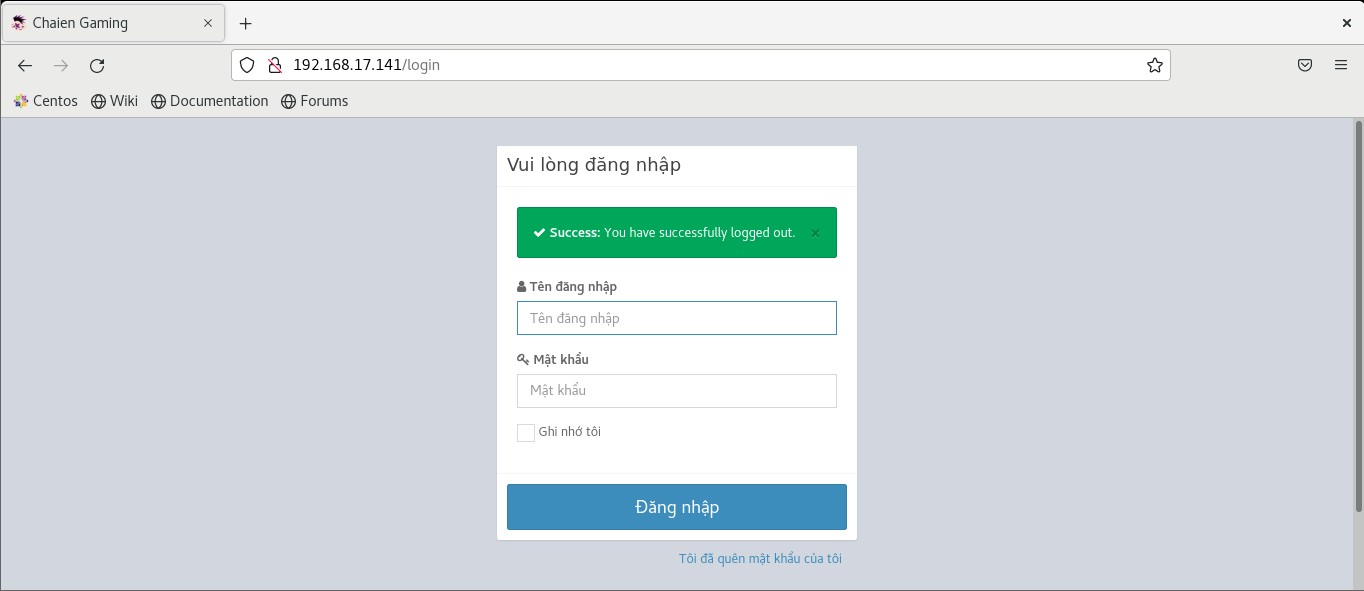 Chaien Gaming
192.168.17.141/login
Centos Wiki Documentation Forums
Vui lòng đăng nhập
Success: You have successfully logged out. ×
Tên đăng nhập
Tên đăng nhập
Mật khẩu
Mật khẩu
Ghi nhớ tôi
Đăng nhập
Tôi đã quên mật khẩu của tôi